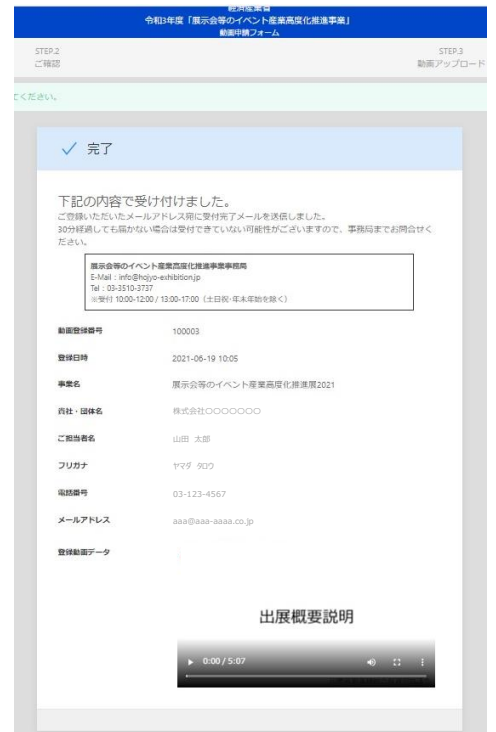 経済産業省
令和3年度「展示会等のイベント産業高度化推進事業」
動画申請フォーム
STEP.2
ご確認
STEP.3
動画アップロード
てください。
完了
下記の内容で受け付けました。
ご登録いただいたメールアドレス宛に受付完了メールを送信しました。
30分経過しても届かない場合は受付できていない可能性がございますので、事務局までお問合せく
ださい。
展示会等のイベント産業高度化推進事業事務局
E-Mail : info@hojyo-exhibition.jp
Tel : 03-3510-3737
※受付 10:00-12:00 / 13:00-17:00（土日祝･年末年始を除く）
動画登録番号 100003
登録日時 2021-06-19 10:05
事業名 展示会等のイベント産業高度化推進展2021
貴社・団体名 株式会社〇〇〇〇〇〇〇
ご担当者名 山田 太郎
フリガナ ヤマダ タロウ
電話番号 03-123-4567
メールアドレス aaa@aaa-aaaa.co.jp
登録動画データ
出展概要説明
0:00 / 5:07